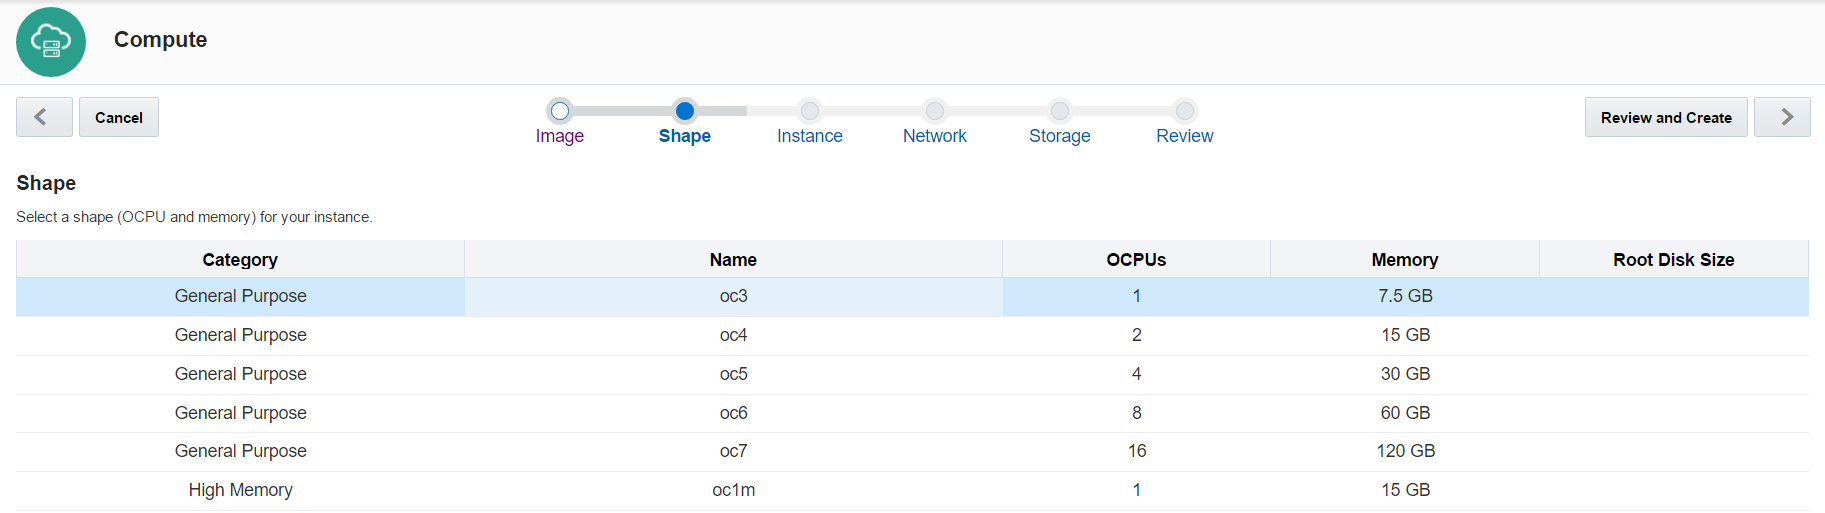 Compute
Cancel
Image Shape Instance Network Storage Review
Review and Create
Shape
Select a shape (OCPU and memory) for your instance.
Category Name OCPUs Memory Root Disk Size
General Purpose oc3 1 7.5 GB
General Purpose oc4 2 15 GB
General Purpose oc5 4 30 GB
General Purpose oc6 8 60 GB
General Purpose oc7 16 120 GB
High Memory oc1m 1 15 GB